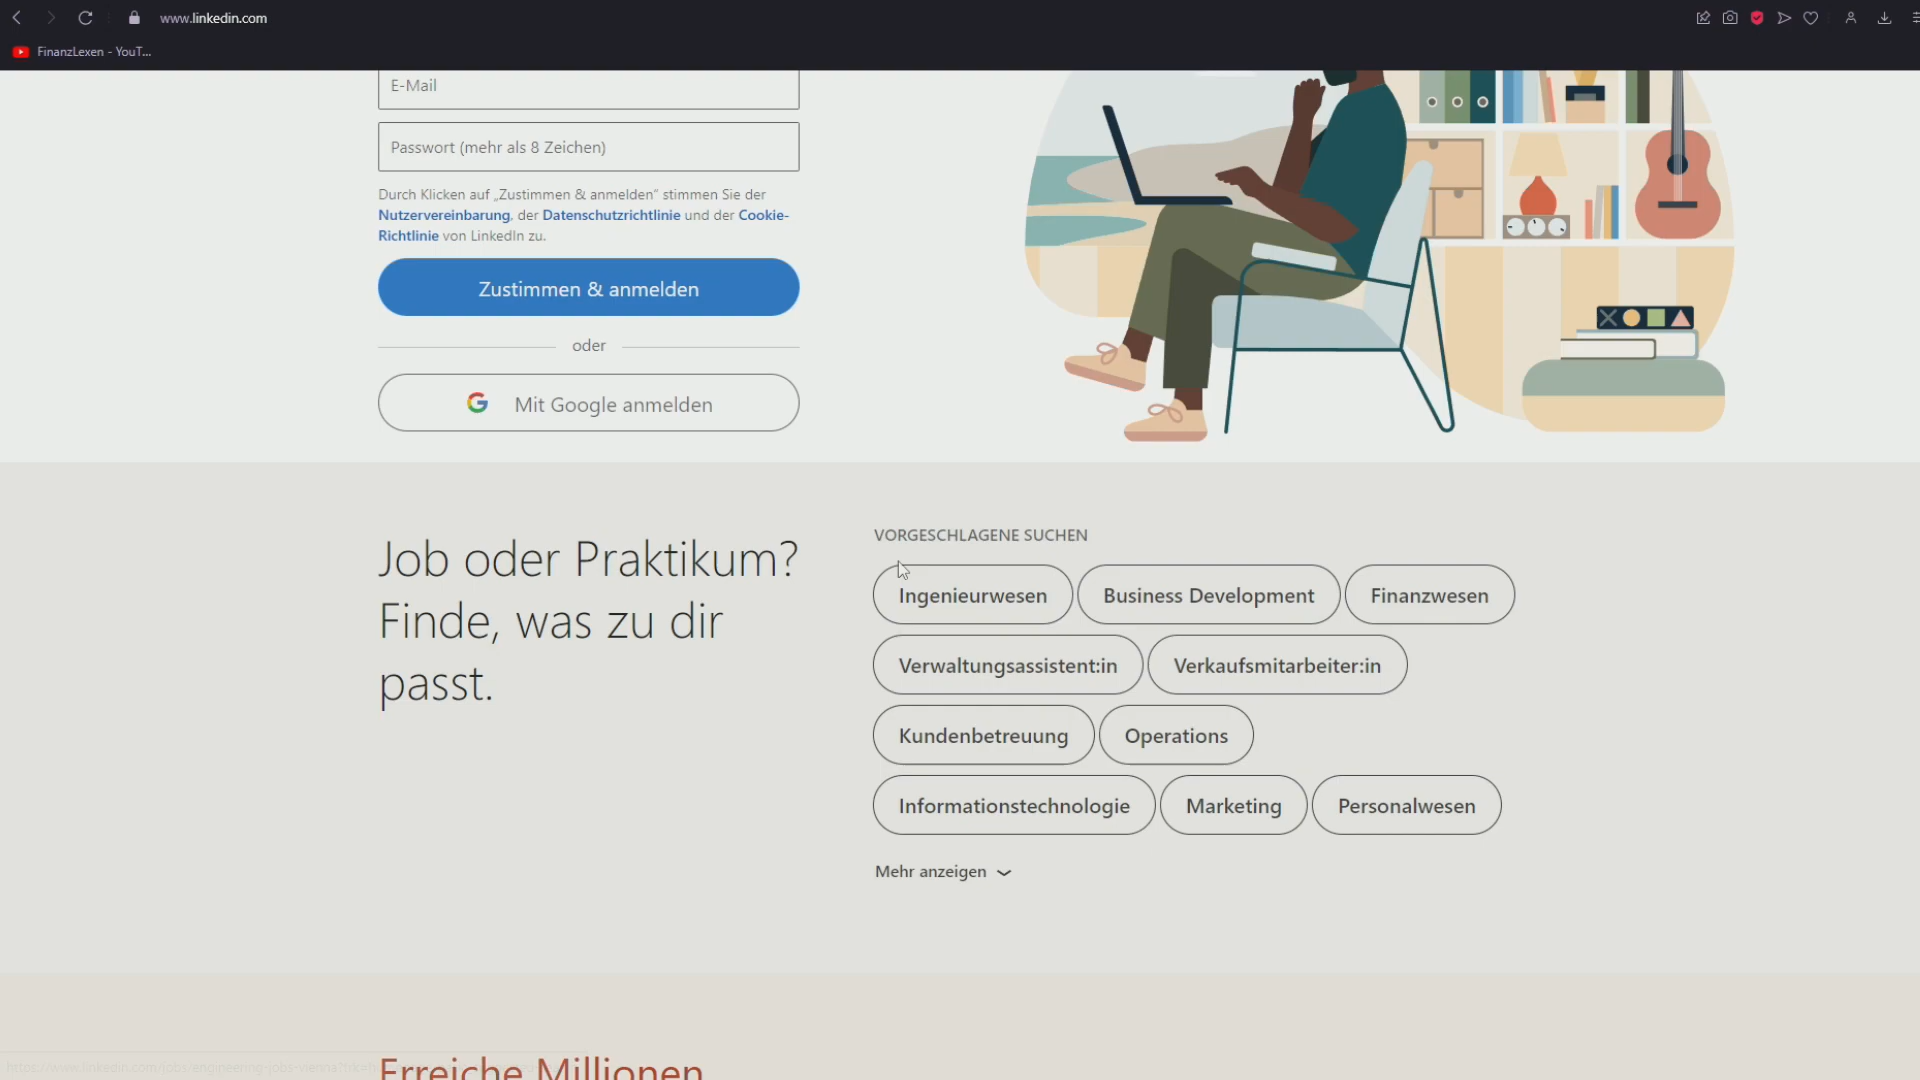 www.linkedin.com
FinanzLexen - YouT...
E-Mail
Passwort (mehr als 8 Zeichen)
Durch Klicken auf „Zustimmen & anmelden“ stimmen Sie der
Nutzervereinbarung, der Datenschutzrichtlinie und der Cookie-
Richtlinie von LinkedIn zu.
Zustimmen & anmelden
oder
Mit Google anmelden
Job oder Praktikum?
Finde, was zu dir
passt.
VORGESCHLAGENE SUCHEN
Ingenieurwesen
Business Development
Finanzwesen
Verwaltungsassistent:in
Verkaufsmitarbeiter:in
Kundenbetreuung
Operations
Informationstechnologie
Marketing
Personalwesen
Mehr anzeigen
Erreiche Millionen